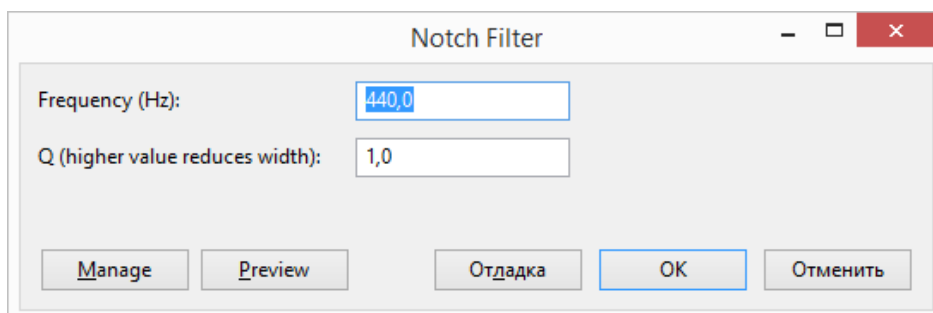 Notch Filter
Frequency (Hz): 440,0
Q (higher value reduces width): 1,0
Manage Preview Отладка OK Отменить